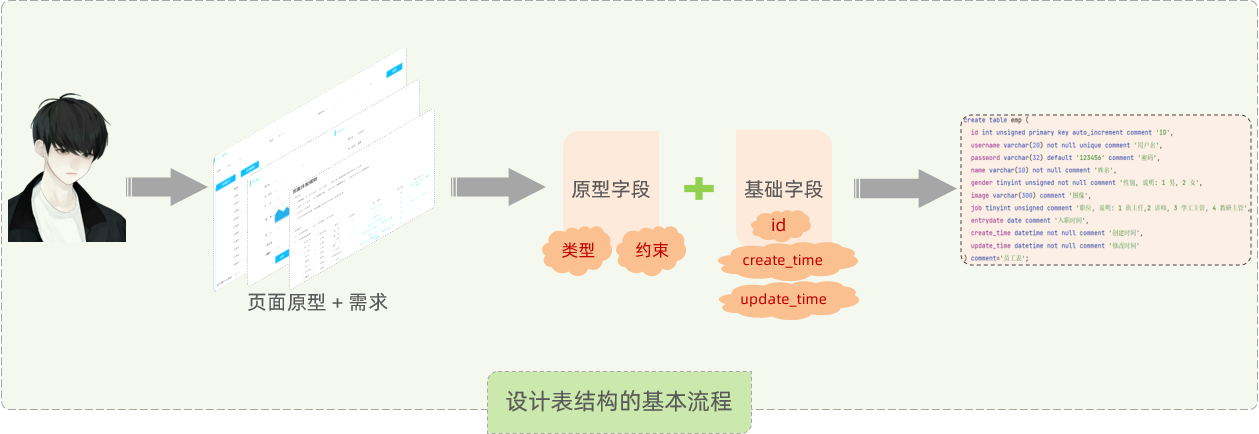 页面原型 + 需求
原型字段
类型
约束
基础字段
id
create_time
update_time
create table emp (
id int unsigned primary key auto_increment comment 'ID',
username varchar(20) not null unique comment '用户名',
password varchar(32) default '123456' comment '密码',
name varchar(10) not null comment '姓名',
gender tinyint unsigned not null comment '性别, 说明: 1 男, 2 女',
image varchar(300) comment '图像',
job tinyint unsigned comment '职位, 说明: 1 班主任,2 讲师, 3 学工主管, 4 教研主管'
entrydate date comment '入职时间',
create_time datetime not null comment '创建时间',
update_time datetime not null comment '修改时间'
) comment='员工表';
设计表结构的基本流程